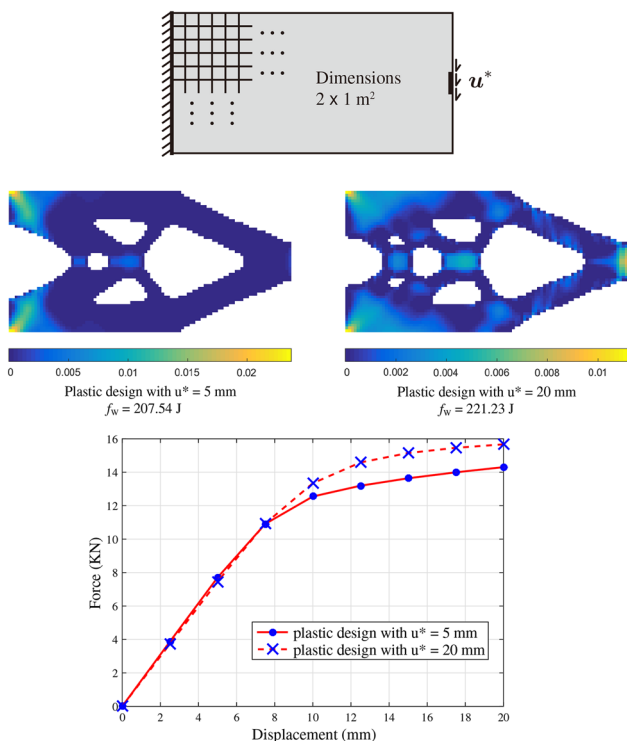 Dimensions
2 x 1 m²
u*
0 0.005 0.01 0.015 0.02
Plastic design with u* = 5 mm
f_w = 207.54 J
0 0.002 0.004 0.006 0.008 0.01
Plastic design with u* = 20 mm
f_w = 221.23 J
16
14
12
10
8
6
4
2
0
Force (KN)
plastic design with u* = 5 mm
plastic design with u* = 20 mm
0 2 4 6 8 10 12 14 16 18 20
Displacement (mm)